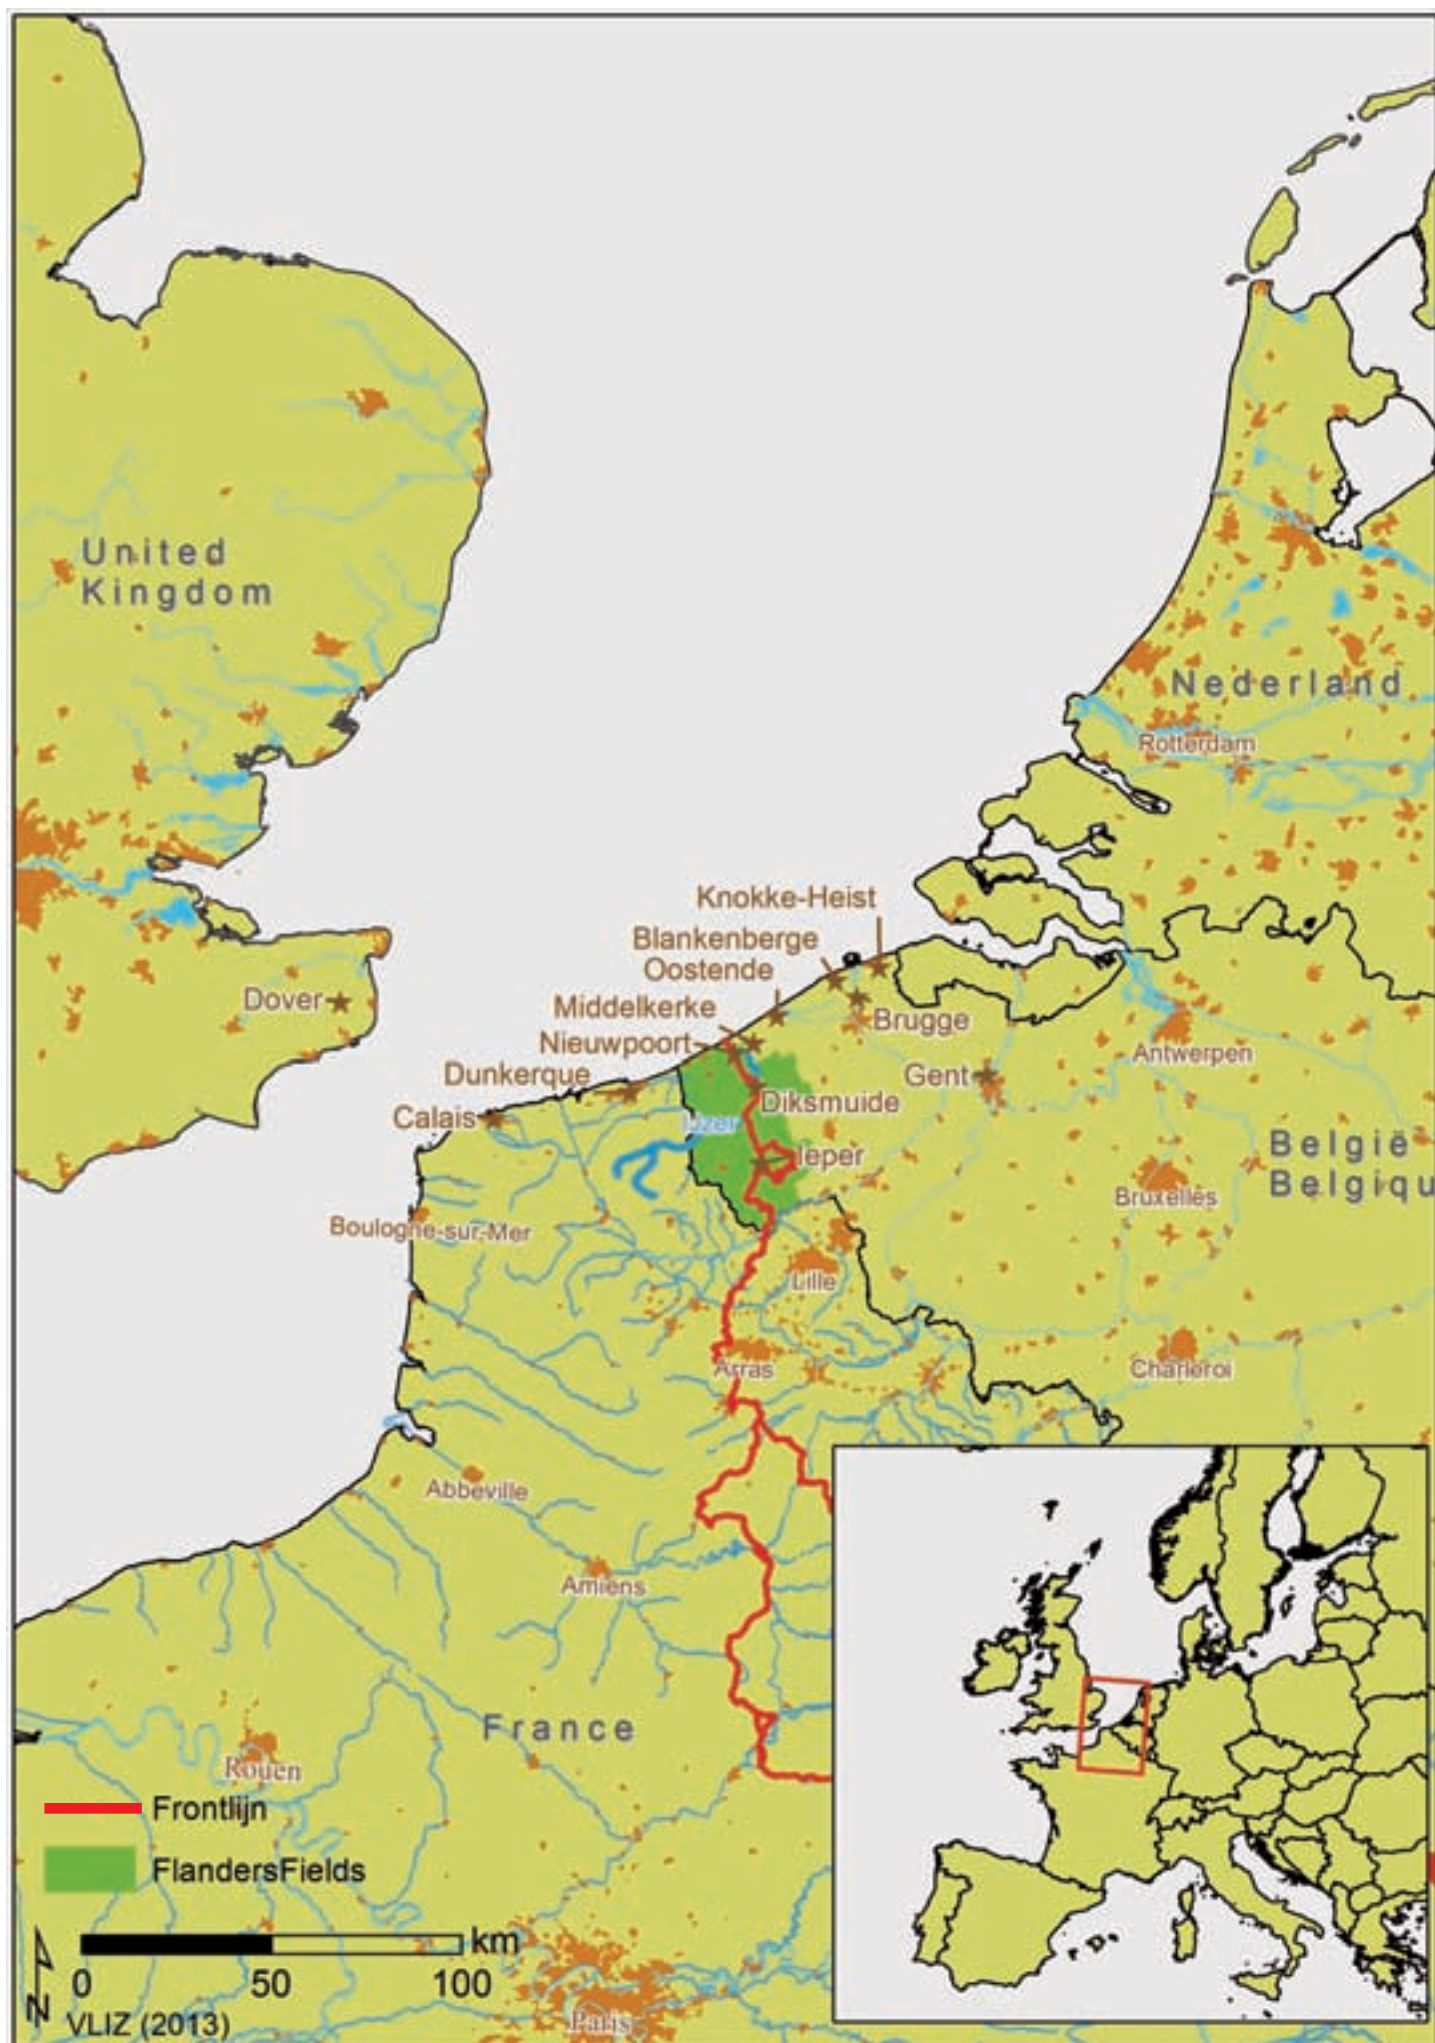 United
Kingdom
Nederland
Rotterdam
Knokke-Heist
Blankenberge
Oostende
Dover
Middelkerke
Brugge
Nieuwpoort
Antwerpen
Dunkerque
Gent
Diksmuide
Calais
IJzer
België
Ieper
Belgiqu
Bruxelles
Boulogne-sur-Mer
Lille
Arras
Charleroi
Abbeville
Amiens
France
Rouen
Frontlijn
FlandersFields
km
0 50 100
N
VLIZ (2013)
Paris